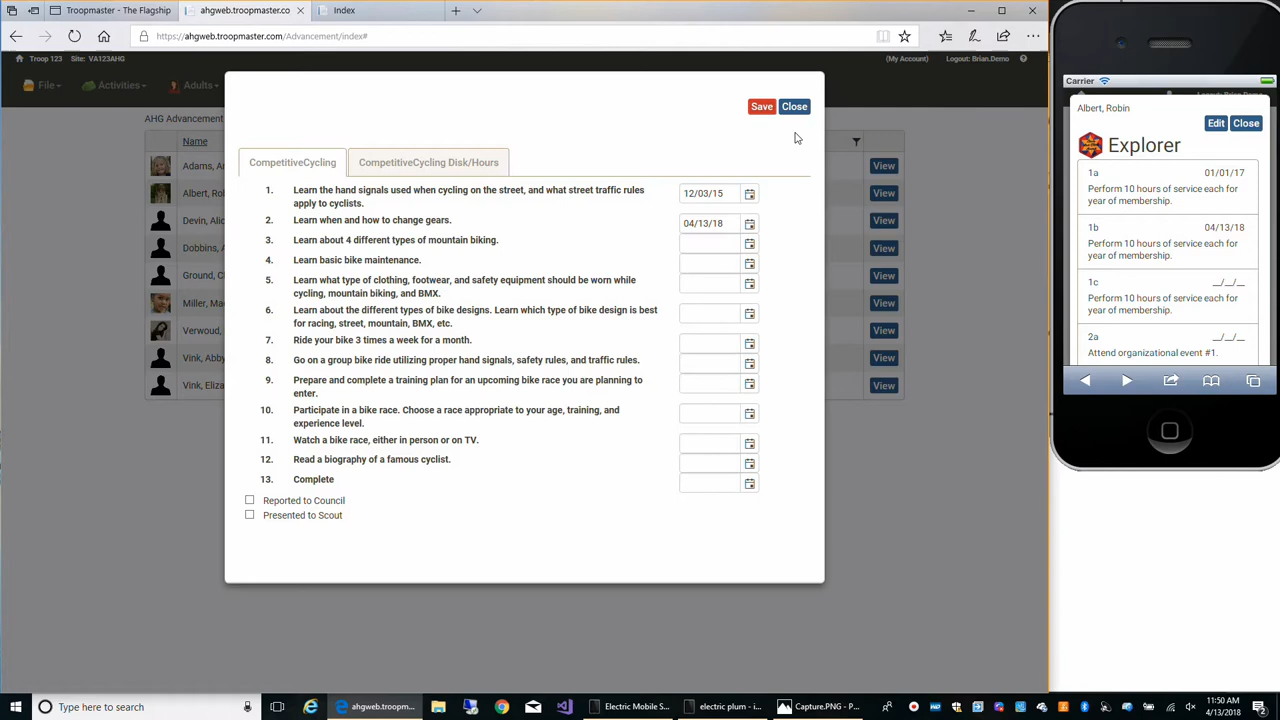 Troopmaster - The Flagship
ahgweb.troopmaster.co
Index
https://ahgweb.troopmaster.com/Advancement/index#
Troop 123 Site: VA123AHG
(My Account) Logout: Brian.Demo
File
Activities
Adults
AHG Advancement
Name
Adams, A
Albert, Ro
Devin, Alic
Dobbins,
Ground, C
Miller, Ma
Verwoud,
Vink, Abby
Vink, Eliza
View
View
View
View
View
View
View
View
View
Save Close
CompetitiveCycling
CompetitiveCycling Disk/Hours
1. Learn the hand signals used when cycling on the street, and what street traffic rules
apply to cyclists.
12/03/15
2. Learn when and how to change gears.
04/13/18
3. Learn about 4 different types of mountain biking.
4. Learn basic bike maintenance.
5. Learn what type of clothing, footwear, and safety equipment should be worn while
cycling, mountain biking, and BMX.
6. Learn about the different types of bike designs. Learn which type of bike design is best
for racing, street, mountain, BMX, etc.
7. Ride your bike 3 times a week for a month.
8. Go on a group bike ride utilizing proper hand signals, safety rules, and traffic rules.
9. Prepare and complete a training plan for an upcoming bike race you are planning to
enter.
10. Participate in a bike race. Choose a race appropriate to your age, training, and
experience level.
11. Watch a bike race, either in person or on TV.
12. Read a biography of a famous cyclist.
13. Complete
Reported to Council
Presented to Scout
Carrier
Albert, Robin
Edit Close
Explorer
1a 01/01/17
Perform 10 hours of service each for
year of membership.
1b 04/13/18
Perform 10 hours of service each for
year of membership.
1c __/__/__
Perform 10 hours of service each for
year of membership.
2a __/__/__
Attend organizational event #1.
Type here to search
ahgweb.troopm...
Electric Mobile S...
electric plum - i...
Capture.PNG - P...
11:50 AM
4/13/2018